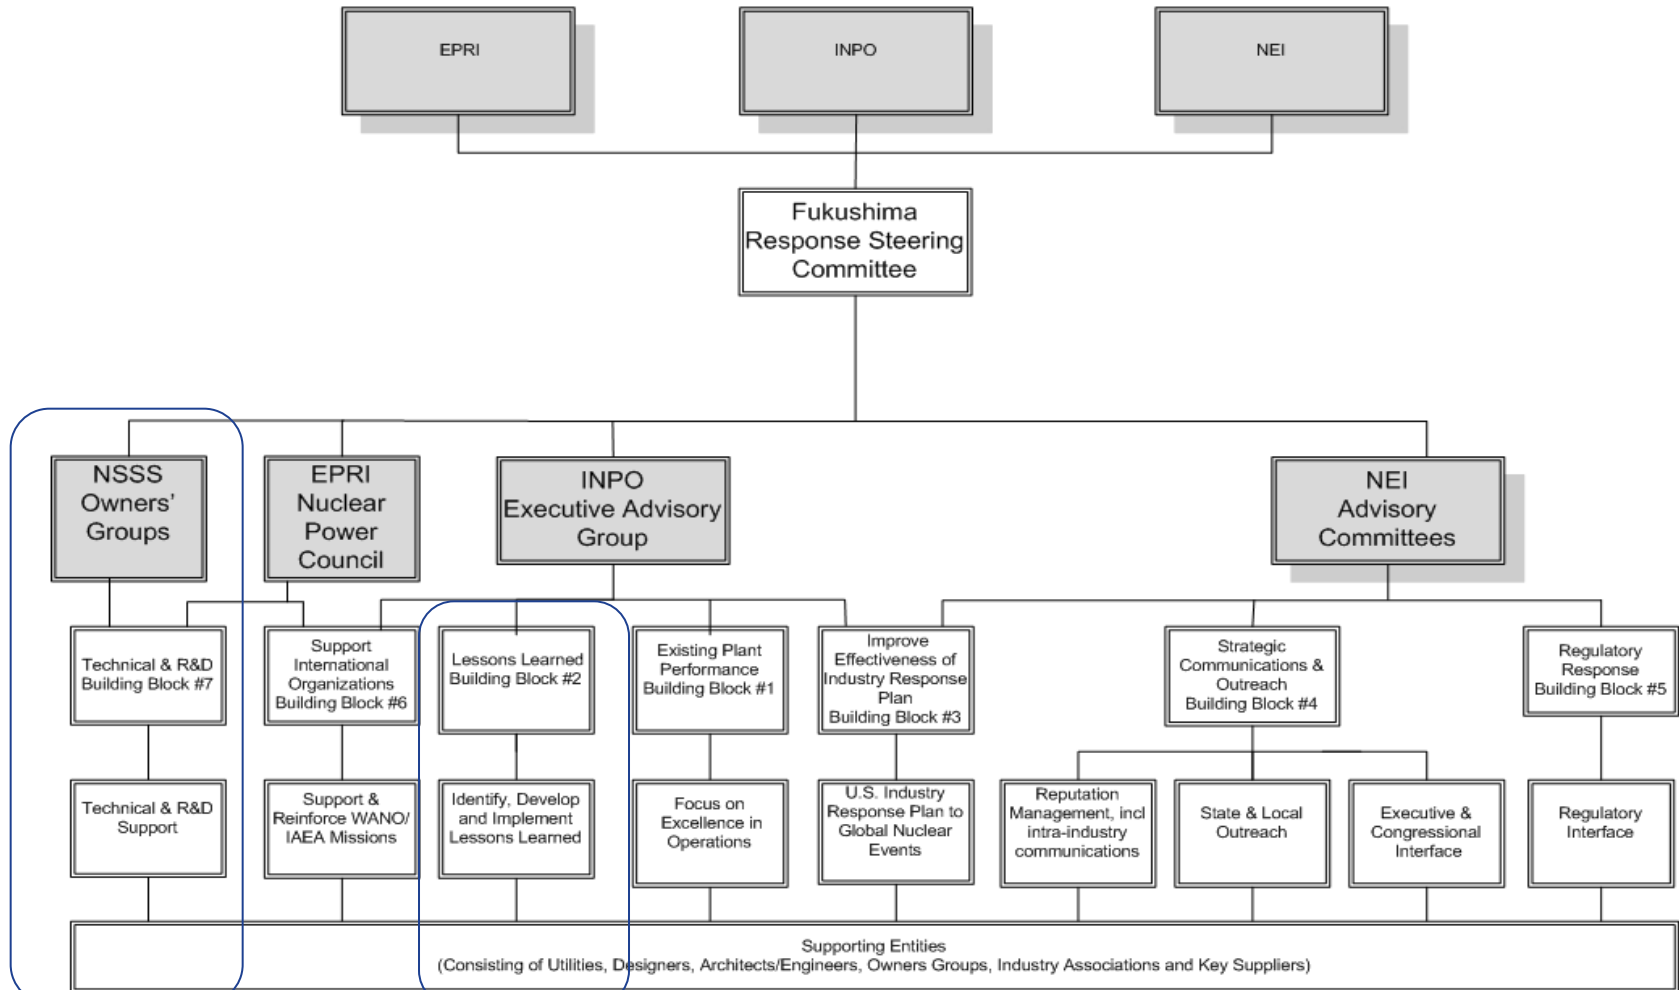 EPRI
INPO
NEI
Fukushima
Response Steering
Committee
NSSS
Owners'
Groups
EPRI
Nuclear
Power
Council
INPO
Executive Advisory
Group
NEI
Advisory
Committees
Technical & R&D
Building Block #7
Support
International
Organizations
Building Block #6
Lessons Learned
Building Block #2
Existing Plant
Performance
Building Block #1
Improve
Effectiveness of
Industry Response
Plan
Building Block #3
Strategic
Communications &
Outreach
Building Block #4
Regulatory
Response
Building Block #5
Technical & R&D
Support
Support &
Reinforce WANO/
IAEA Missions
Identify, Develop
and Implement
Lessons Learned
Focus on
Excellence in
Operations
U.S. Industry
Response Plan to
Global Nuclear
Events
Reputation
Management, incl
intra-industry
communications
State & Local
Outreach
Executive &
Congressional
Interface
Regulatory
Interface
Supporting Entities
(Consisting of Utilities, Designers, Architects/Engineers, Owners Groups, Industry Associations and Key Suppliers)